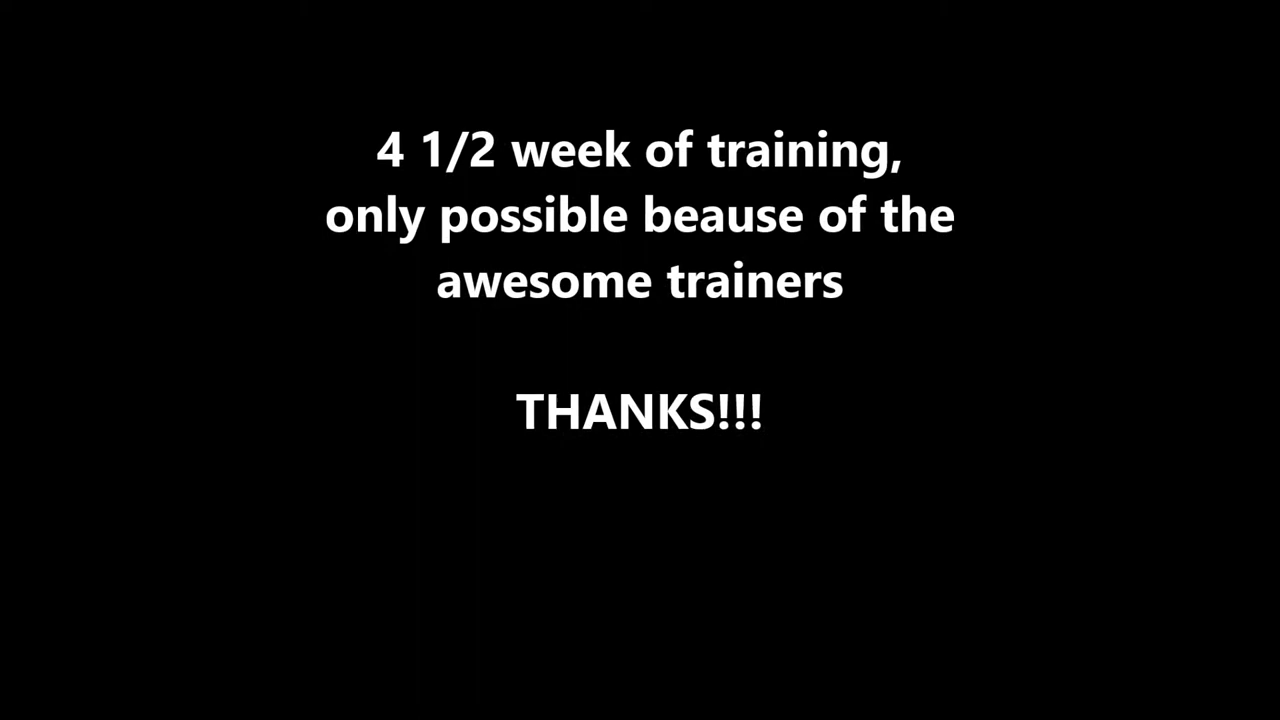 4 1/2 week of training,
only possible beause of the
awesome trainers
THANKS!!!